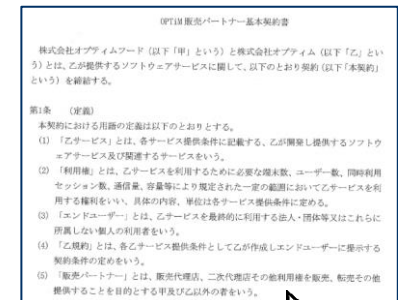 OPTiM 販売パートナー基本契約書
株式会社オプティムフード（以下「甲」という）と株式会社オプティム（以下「乙」とい
う）とは、乙が提供するソフトウェアサービスに関して、以下のとおり契約（以下「本契約」
という）を締結する。
第1条　（定義）
本契約における用語の定義は以下のとおりとする。
(1)　「乙サービス」とは、各サービス提供条件に記載する、乙が開発し提供するソフトウ
ェアサービス及び関連するサービスをいう。
(2)　「利用権」とは、乙サービスを利用するために必要な端末数、ユーザー数、同時利用
セッション数、通信量、容量等により規定された一定の範囲において乙サービスを利
用する権利をいい、具体の内容、単位は各サービス提供条件に定める。
(3)　「エンドユーザー」とは、乙サービスを最終的に利用する法人・団体等又はこれらに
所属しない個人の利用者をいう。
(4)　「乙規約」とは、各乙サービス提供条件として乙が作成しエンドユーザーに提示する
契約条件の定めをいう。
(5)　「販売パートナー」とは、販売代理店、二次代理店その他利用権を販売、転売その他
提供することを目的とする甲及び乙以外の者をいう。